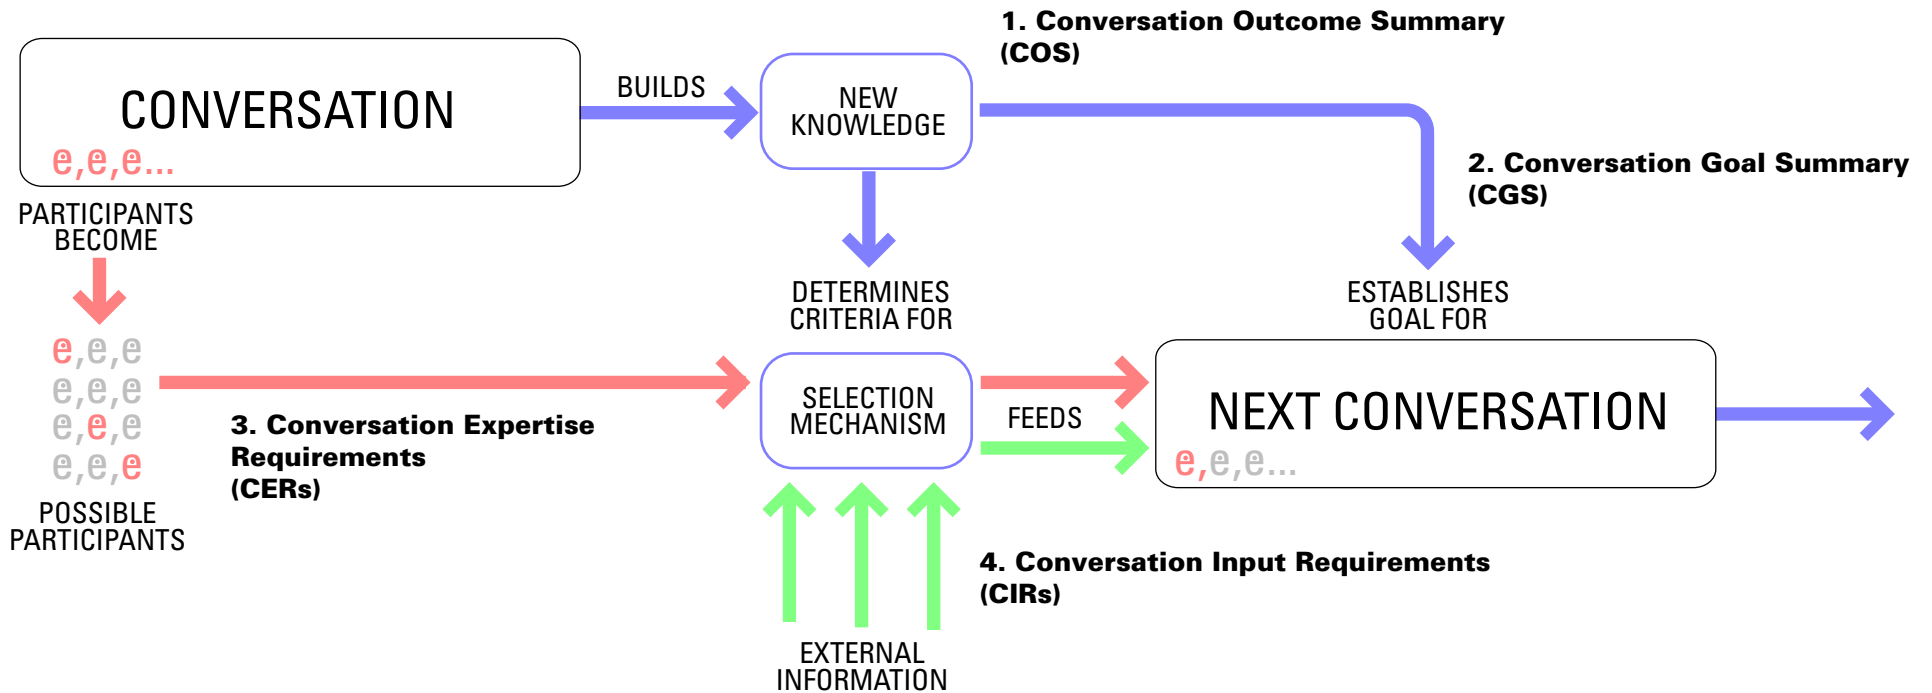 1. Conversation Outcome Summary
(COS)
CONVERSATION
e,e,e...
BUILDS
NEW
KNOWLEDGE
2. Conversation Goal Summary
(CGS)
PARTICIPANTS
BECOME
DETERMINES
CRITERIA FOR
ESTABLISHES
GOAL FOR
e,e,e
e,e,e
e,e,e
e,e,e
POSSIBLE
PARTICIPANTS
3. Conversation Expertise
Requirements
(CERs)
SELECTION
MECHANISM
FEEDS
NEXT CONVERSATION
e,e,e...
4. Conversation Input Requirements
(CIRs)
EXTERNAL
INFORMATION